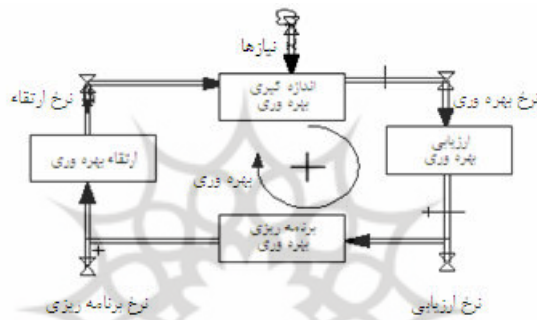 نیازها
اندازه گیری
بهره وری
نرخ ارتقاء
نرخ بهره وری
ارتقاء بهره وری
ارزیابی
بهره وری
بهره وری
برنامه ریزی
بهره وری
نرخ برنامه ریزی
نرخ ارزیابی